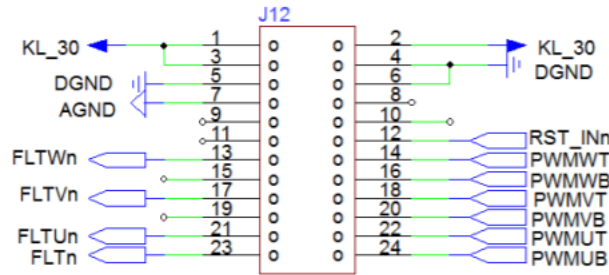 J12
KL_30 1 2 KL_30
3 4 DGND
DGND 5 6
AGND 7 8
9 10
11 12 RST_INn
FLTWn 13 14 PWMWT
15 16 PWMWB
FLTVn 17 18 PWMVT
19 20 PWMVB
FLTUn 21 22 PWMUT
FLTn 23 24 PWMUB